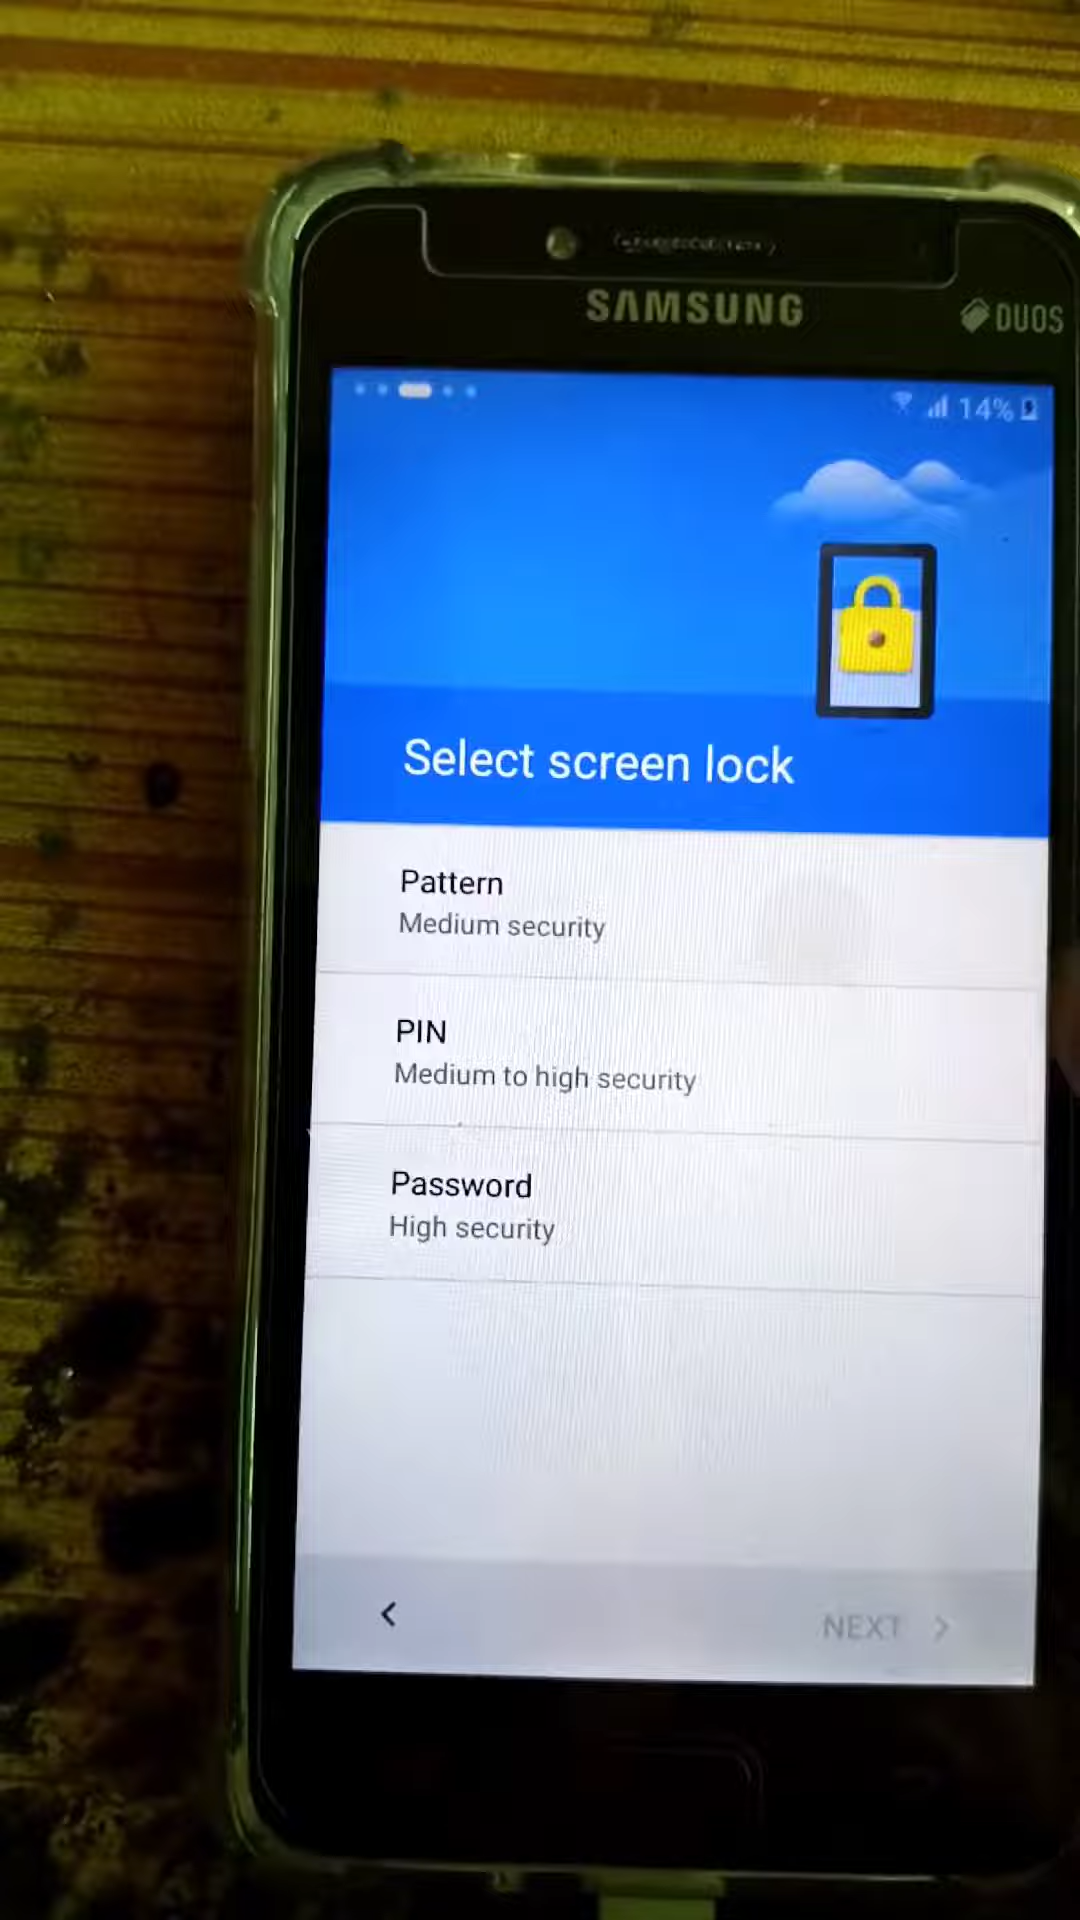 SAMSUNG
DUOS
14%
Select screen lock
Pattern
Medium security
PIN
Medium to high security
Password
High security
NEXT